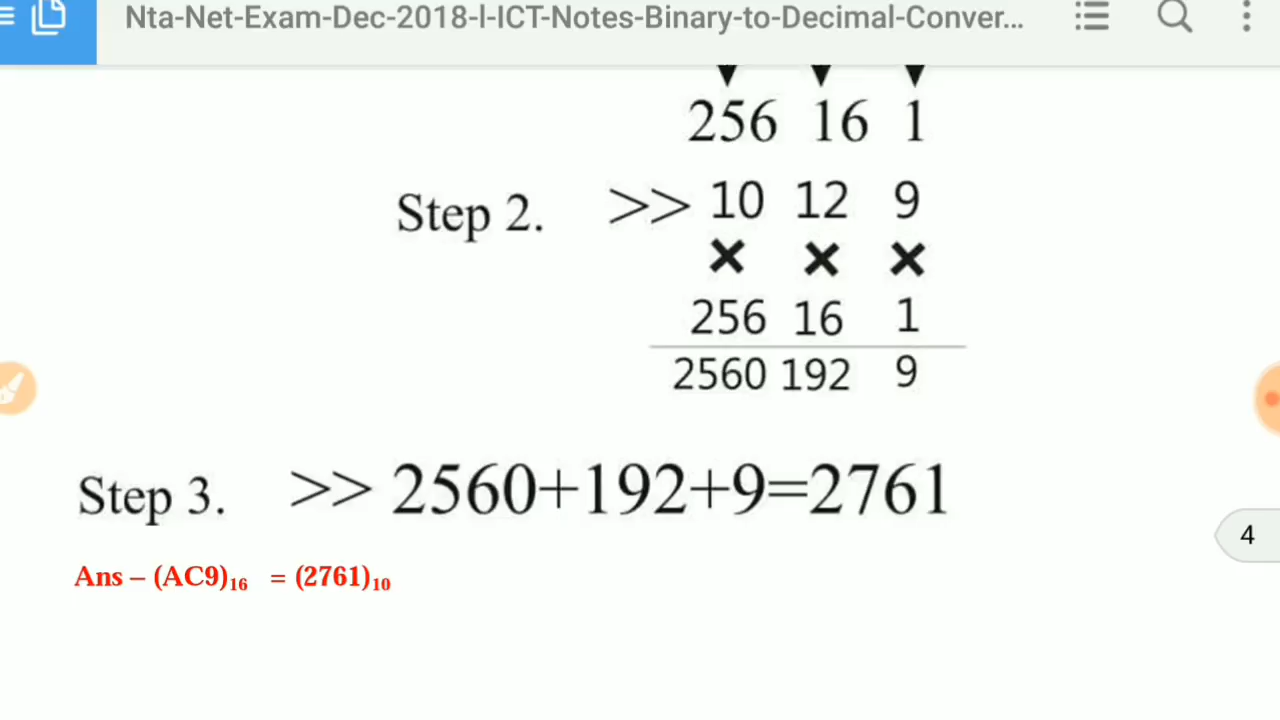 Nta-Net-Exam-Dec-2018-l-ICT-Notes-Binary-to-Decimal-Conver...
256 16 1
Step 2. >> 10 12 9
× × ×
256 16 1
2560 192 9
Step 3. >> 2560+192+9=2761
4
Ans – (AC9)₁₆ = (2761)₁₀